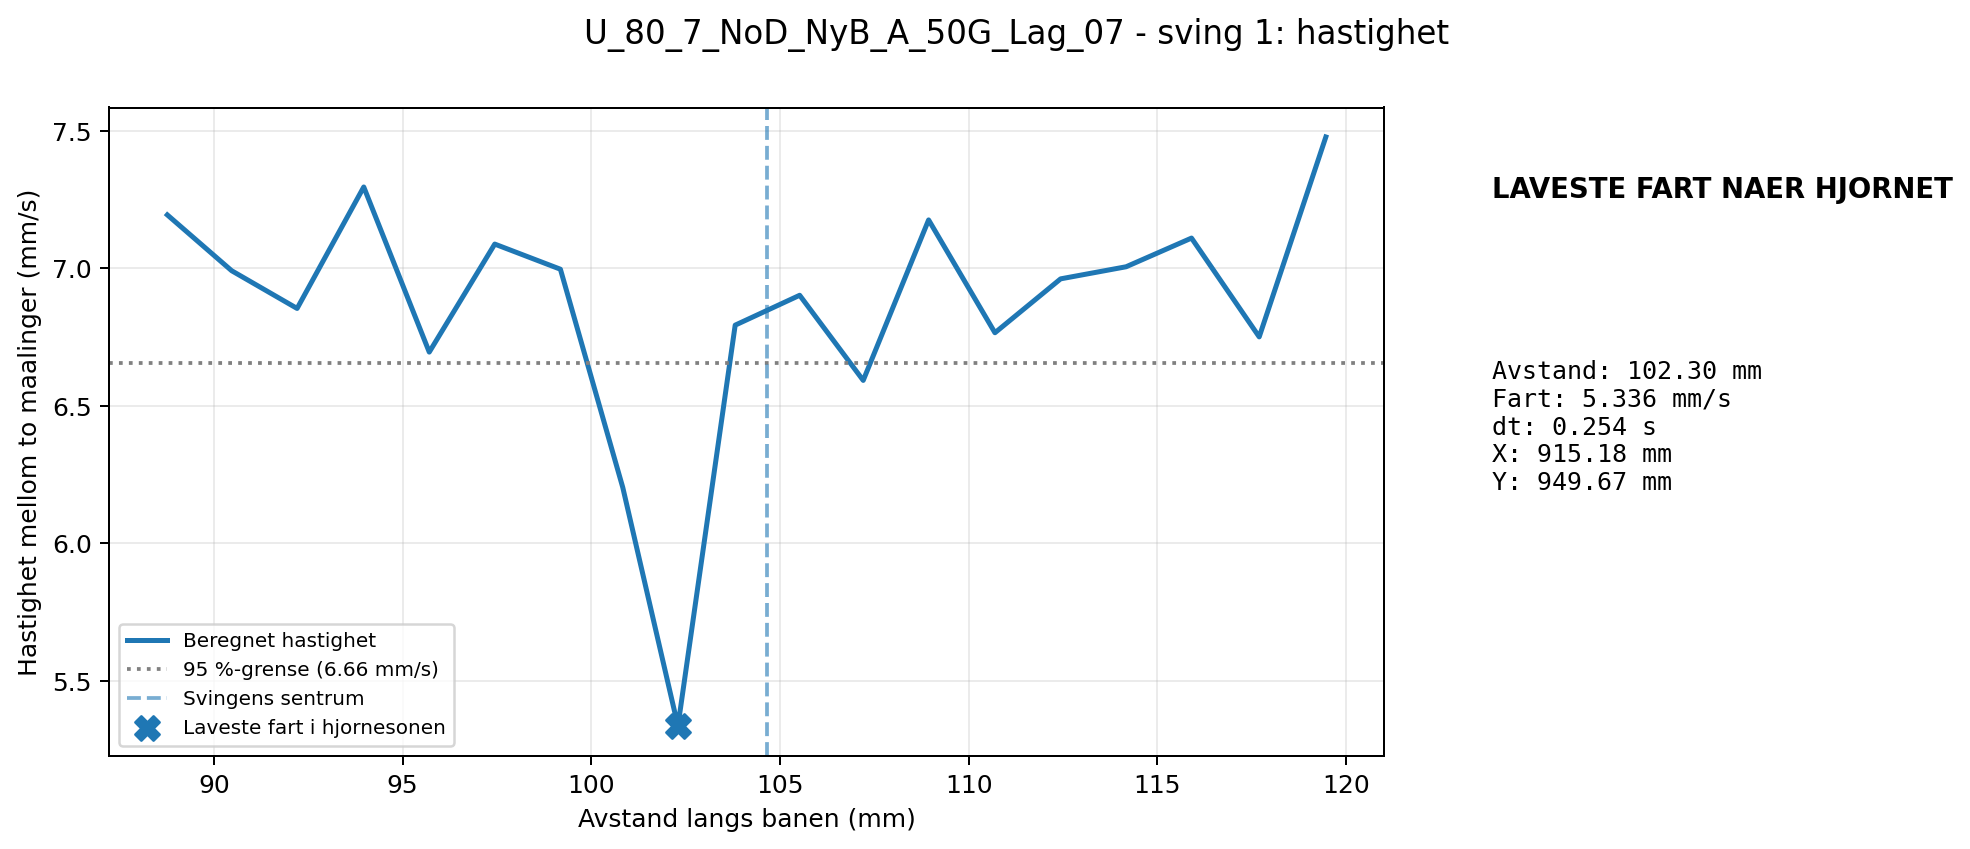 U_80_7_NoD_NyB_A_50G_Lag_07 - sving 1: hastighet
Hastighet mellom to maalinger (mm/s)
7.5
7.0
6.5
6.0
5.5
Beregnet hastighet
95 %-grense (6.66 mm/s)
Svingens sentrum
Laveste fart i hjornesonen
90 95 100 105 110 115 120
Avstand langs banen (mm)
LAVESTE FART NAER HJORNET
Avstand: 102.30 mm
Fart: 5.336 mm/s
dt: 0.254 s
X: 915.18 mm
Y: 949.67 mm